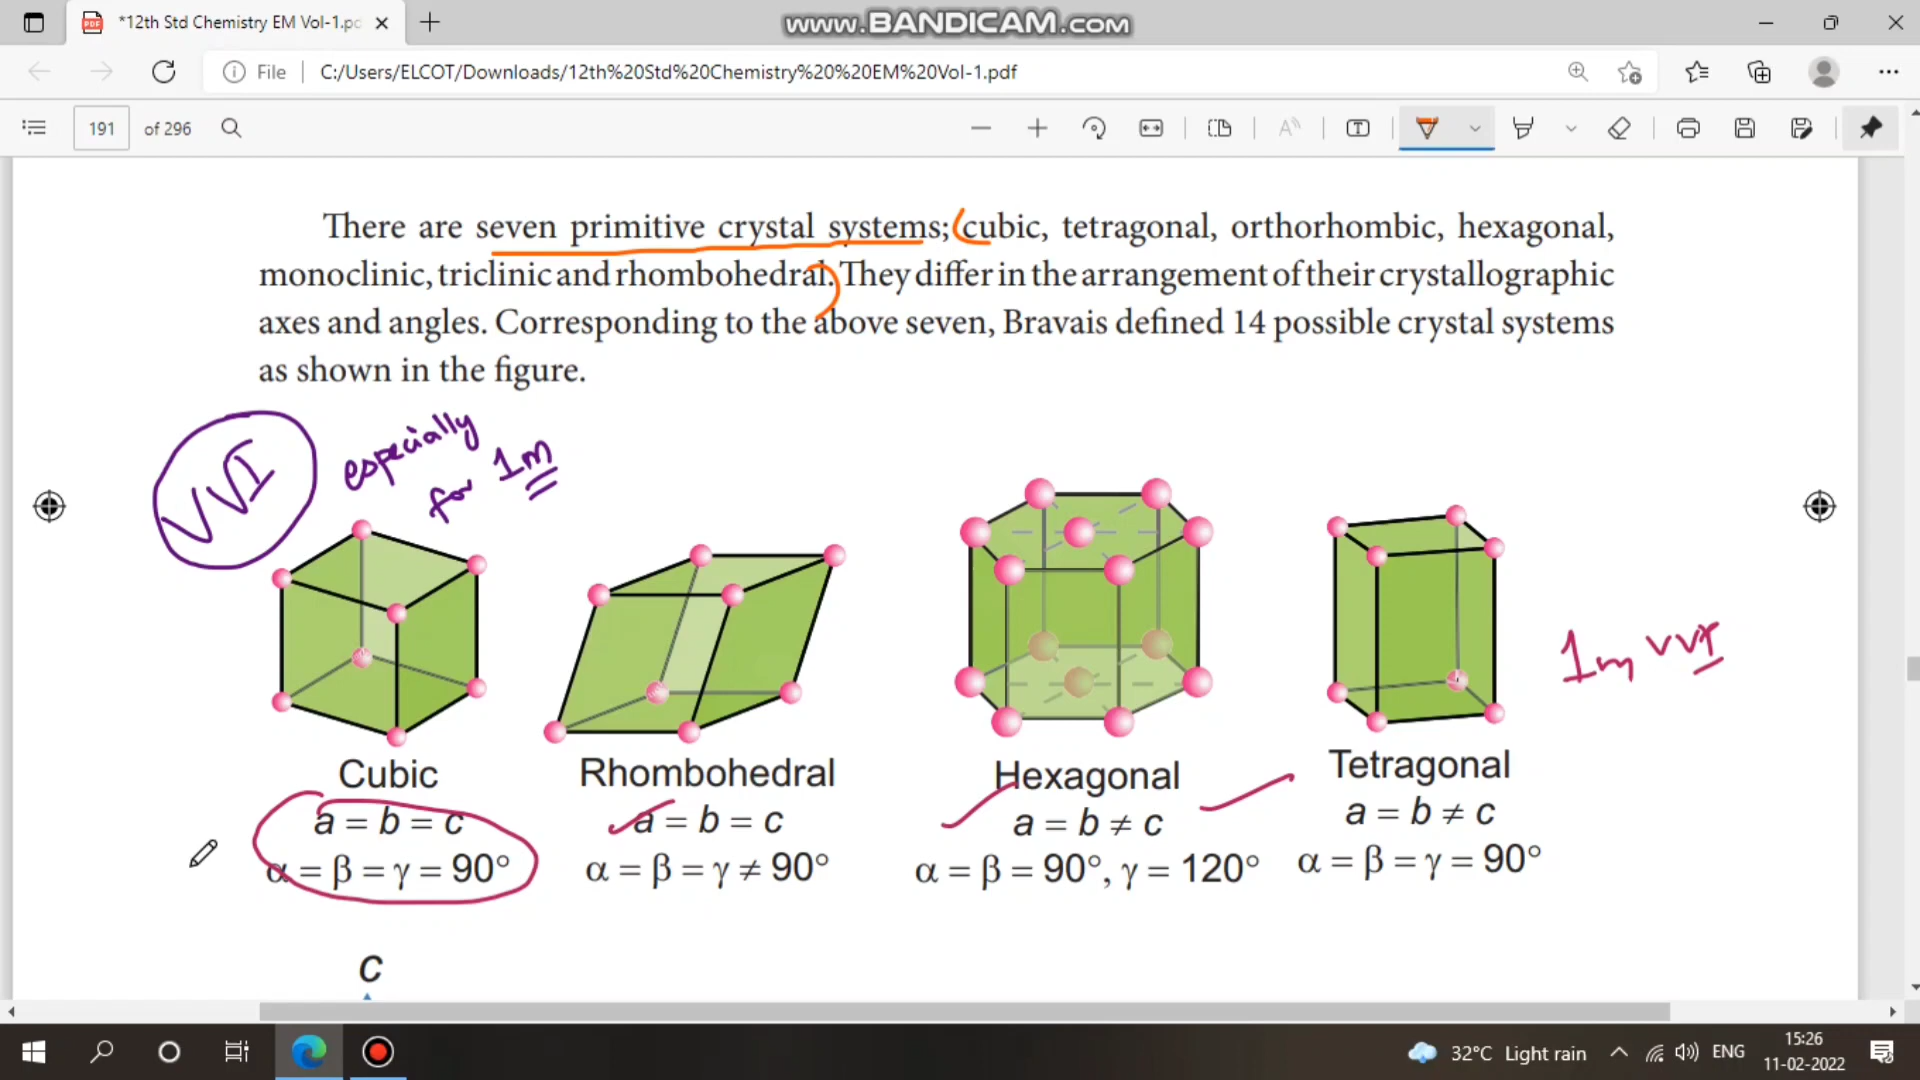 WWW.BANDICAM.COM
*12th Std Chemistry EM Vol-1.pd
File
C:/Users/ELCOT/Downloads/12th%20Std%20Chemistry%20%20EM%20Vol-1.pdf
191 of 296
There are seven primitive crystal systems; cubic, tetragonal, orthorhombic, hexagonal,
monoclinic, triclinic and rhombohedral. They differ in the arrangement of their crystallographic
axes and angles. Corresponding to the above seven, Bravais defined 14 possible crystal systems
as shown in the figure.
VVI
especially
for 1m
1m VVI
Cubic
a = b = c
α = β = γ = 90°
Rhombohedral
a = b = c
α = β = γ ≠ 90°
Hexagonal
a = b ≠ c
α = β = 90°, γ = 120°
Tetragonal
a = b ≠ c
α = β = γ = 90°
c
32°C Light rain
ENG
15:26
11-02-2022